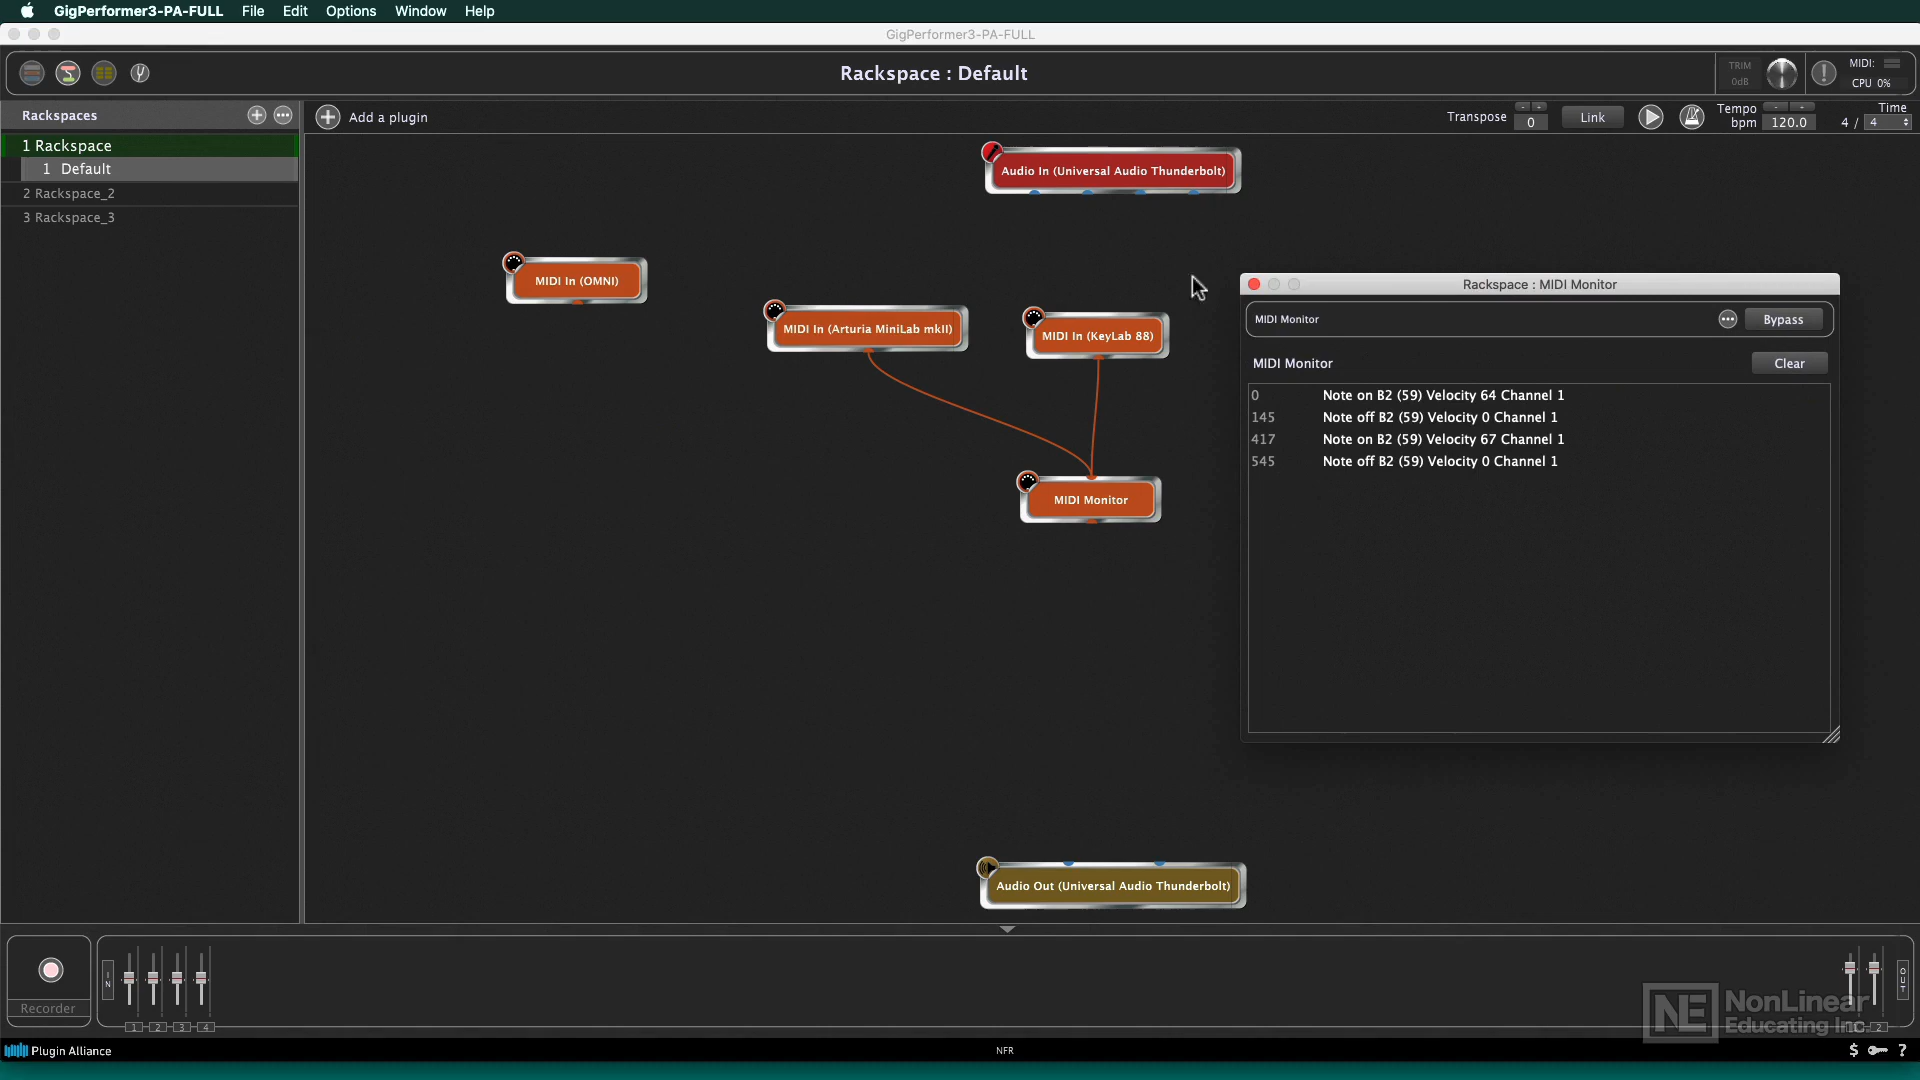 GigPerformer3-PA-FULL File Edit Options Window Help
GigPerformer3-PA-FULL
Rackspace : Default
TRIM
0dB
MIDI:
CPU 0%
Rackspaces
Add a plugin
Transpose
0
Link
Tempo
bpm
120.0
Time
4 / 4
1 Rackspace
1 Default
2 Rackspace_2
3 Rackspace_3
Audio In (Universal Audio Thunderbolt)
MIDI In (OMNI)
MIDI In (Arturia MiniLab mkII)
MIDI In (KeyLab 88)
MIDI Monitor
Rackspace : MIDI Monitor
MIDI Monitor
Bypass
MIDI Monitor
Clear
0 Note on B2 (59) Velocity 64 Channel 1
145 Note off B2 (59) Velocity 0 Channel 1
417 Note on B2 (59) Velocity 67 Channel 1
545 Note off B2 (59) Velocity 0 Channel 1
Audio Out (Universal Audio Thunderbolt)
Recorder
IN
1 2 3 4
OUT
1 2
NE NonLinear
Educating Inc.
Plugin Alliance
NFR
$ ?